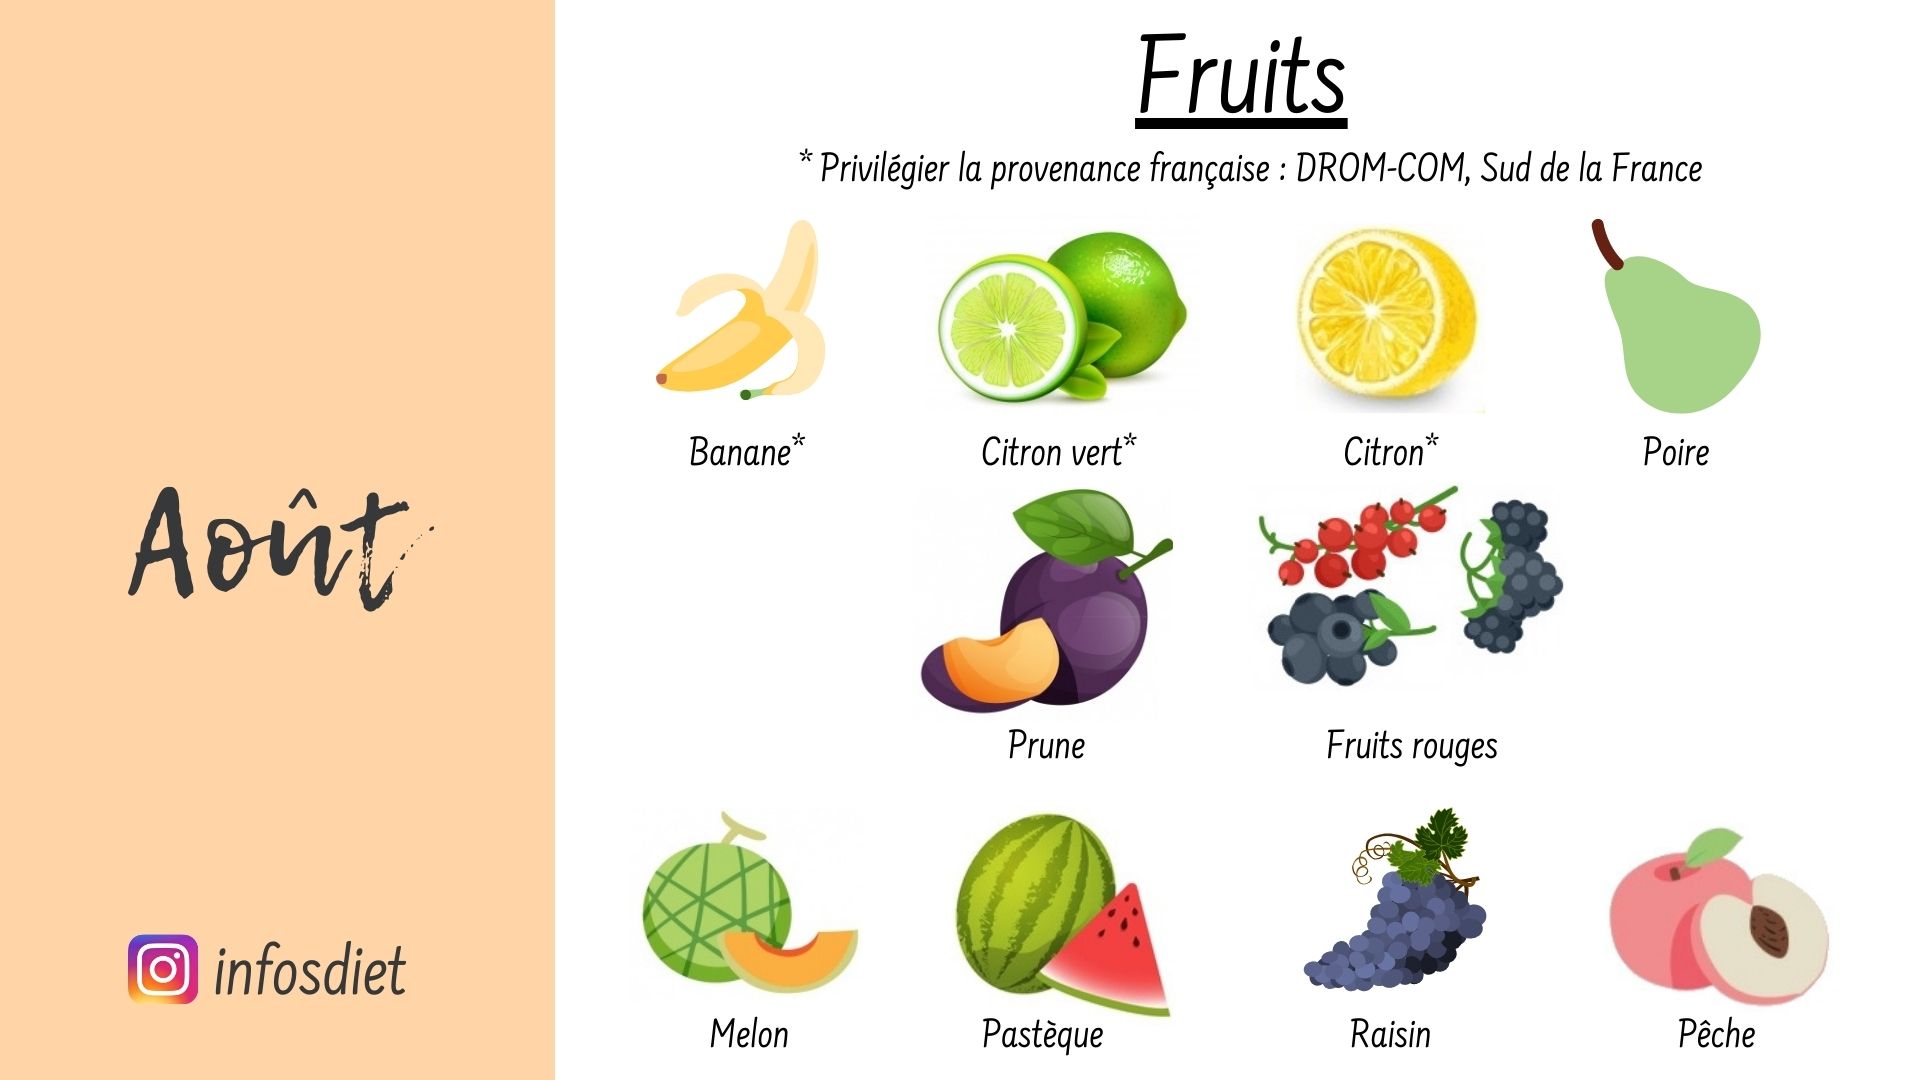 Fruits
* Privilégier la provenance française : DROM-COM, Sud de la France
Banane*
Citron vert*
Citron*
Poire
Août
Prune
Fruits rouges
infosdiet
Melon
Pastèque
Raisin
Pêche